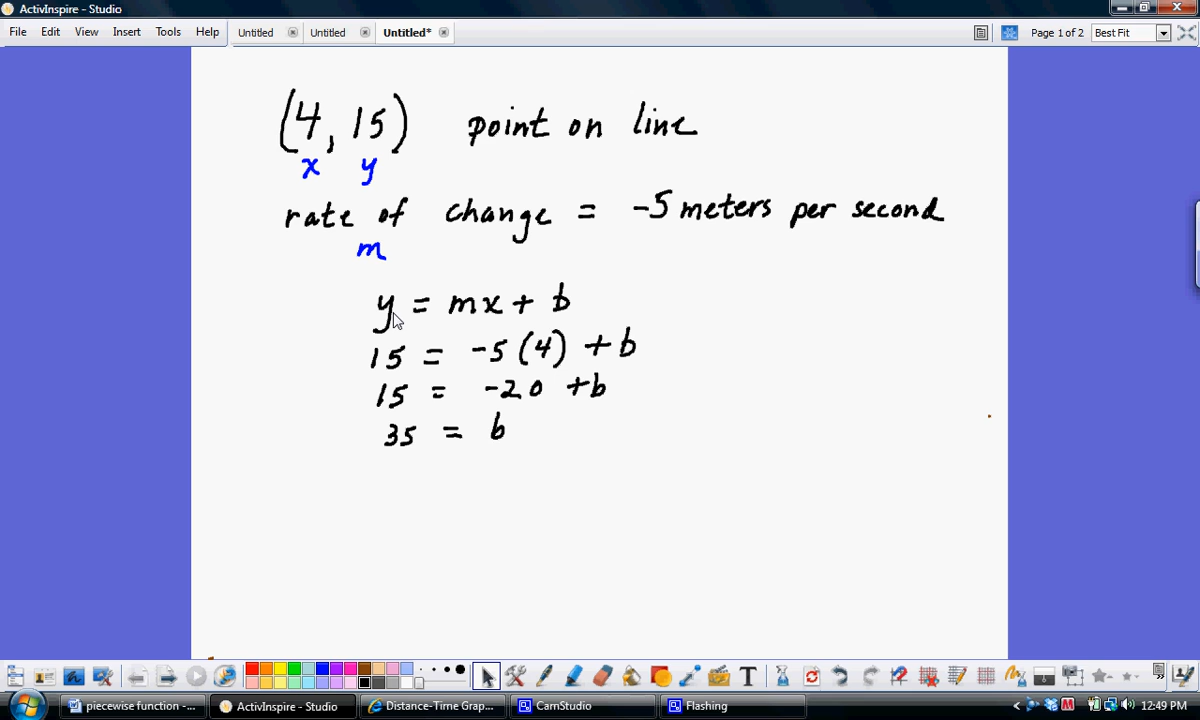 ActivInspire - Studio
File Edit View Insert Tools Help Untitled Untitled Untitled* Page 1 of 2 Best Fit
(4, 15) point on line
x y
rate of change = -5 meters per second
m
y = mx + b
15 = -5(4) + b
15 = -20 + b
35 = b
piecewise function -... ActivInspire - Studio Distance-Time Grap... CamStudio Flashing 12:49 PM